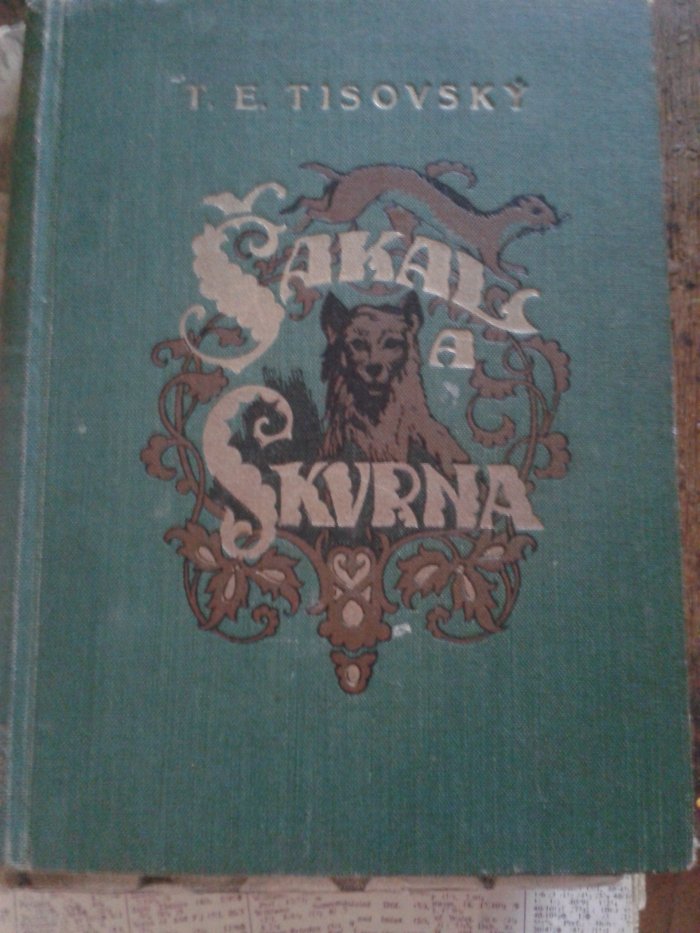 T. E. TISOVSKÝ
ŠAKAL
A
SKVRNA